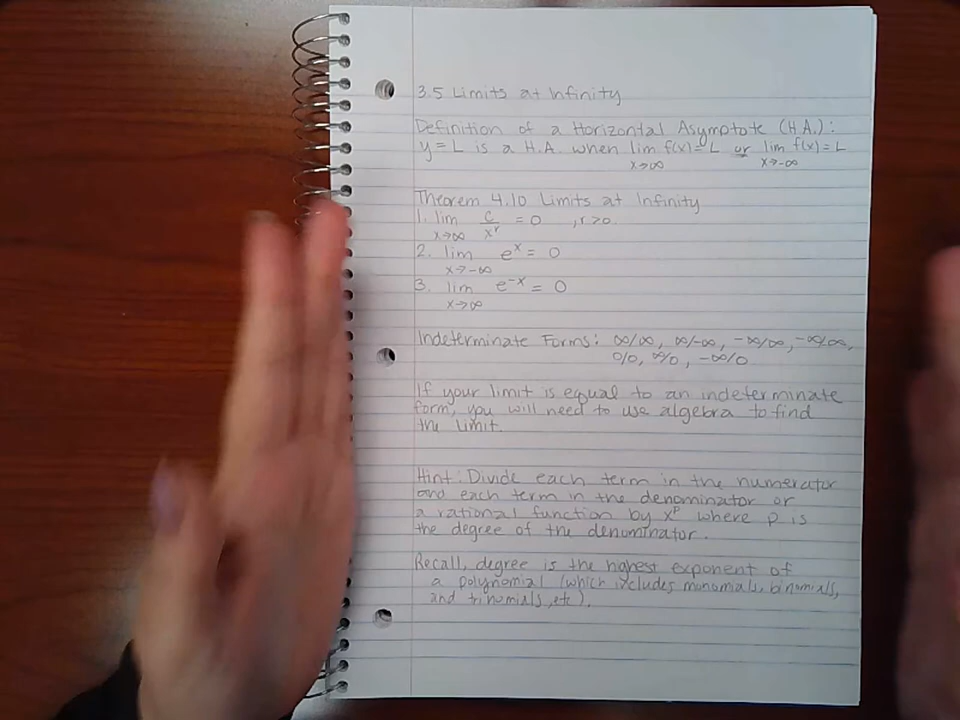 3.5 Limits at Infinity
Definition of a Horizontal Asymptote (H.A.):
y=L is a H.A. when lim f(x)=L or lim f(x)=L
x→∞ x→-∞
Theorem 4.10 Limits at Infinity
1. lim c/x^r = 0 , r>0.
x→∞
2. lim e^x = 0
x→-∞
3. lim e^-x = 0
x→∞
Indeterminate Forms: ∞/∞, ∞/-∞, -∞/∞, -∞/-∞,
0/0, ∞/0, -∞/0
If your limit is equal to an indeterminate
form, you will need to use algebra to find
the limit.
Hint: Divide each term in the numerator
and each term in the denominator or
a rational function by x^p where p is
the degree of the denominator.
Recall, degree is the highest exponent of
a polynomial (which includes monomials, binomials,
and trinomials, etc).